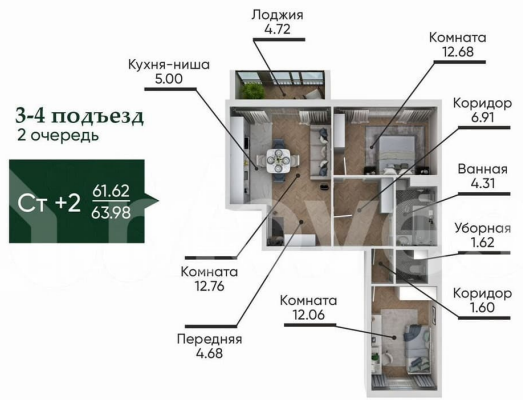 Лоджия
4.72
Комната
12.68
Кухня-ниша
5.00
Коридор
6.91
3-4 подъезд
2 очередь
Ванная
4.31
Ст +2
61.62
63.98
Уборная
1.62
Комната
12.76
Комната
12.06
Коридор
1.60
Передняя
4.68